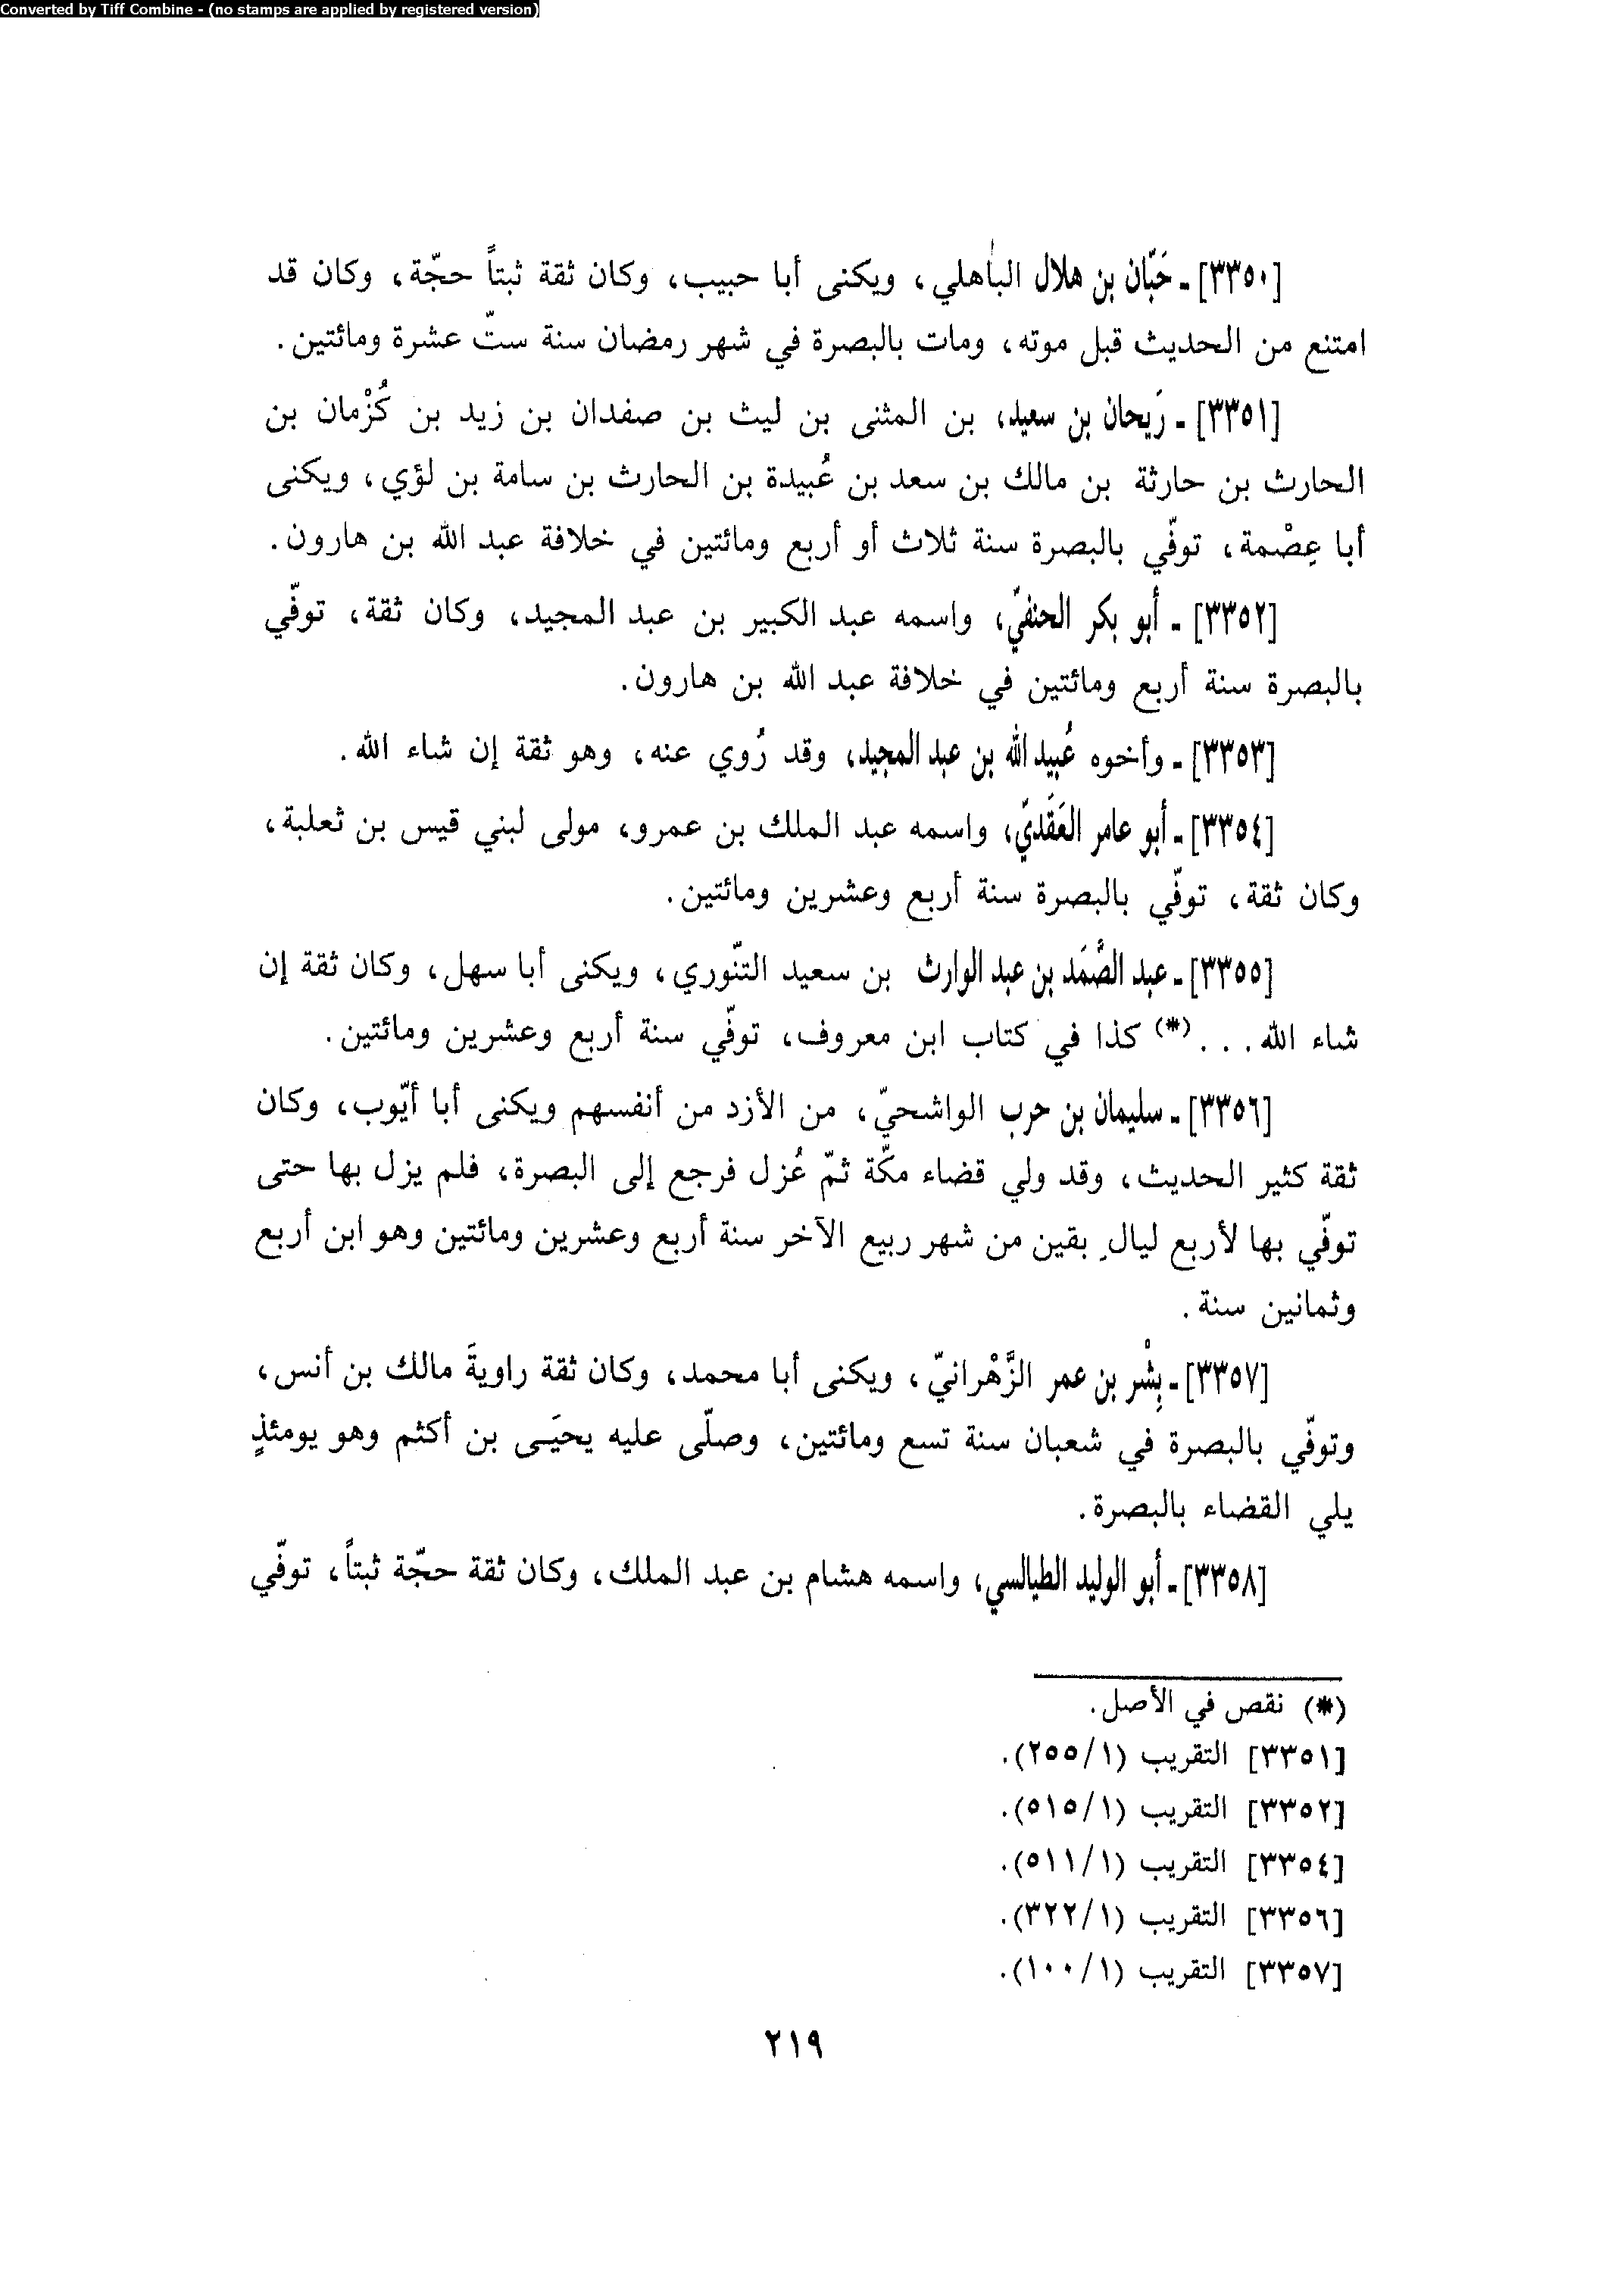 Converted by Tiff Combine - (no stamps are applied by registered version)
[٣٣٥٠] - حَبّان بن هلال الباهلي، ويكنى أبا حبيب، وكان ثقة ثبتاً حجّة، وكان قد
امتنع من الحديث قبل موته، ومات بالبصرة في شهر رمضان سنة ستّ عشرة ومائتين.
[٣٣٥١] - رَيحان بن سعيد، بن المثنى بن ليث بن صفدان بن زيد بن كُزْمان بن
الحارث بن حارثة بن مالك بن سعد بن عُبيدة بن الحارث بن سامة بن لؤي، ويكنى
أبا عِصْمة، توفّي بالبصرة سنة ثلاث أو أربع ومائتين في خلافة عبد الله بن هارون.
[٣٣٥٢] - أبو بكر الحنفيّ، واسمه عبد الكبير بن عبد المجيد، وكان ثقة، توفّي
بالبصرة سنة أربع ومائتين في خلافة عبد الله بن هارون.
[٣٣٥٣] - وأخوه عُبيد الله بن عبد المجيد، وقد رُوي عنه، وهو ثقة إن شاء الله.
[٣٣٥٤] - أبو عامر العَقَديّ، واسمه عبد الملك بن عمرو، مولى لبني قيس بن ثعلبة،
وكان ثقة، توفّي بالبصرة سنة أربع وعشرين ومائتين.
[٣٣٥٥] - عبد الصَّمَد بن عبد الوارث بن سعيد التنّوري، ويكنى أبا سهل، وكان ثقة إن
شاء الله . . .(*) كذا في كتاب ابن معروف، توفّي سنة أربع وعشرين ومائتين.
[٣٣٥٦] - سليمان بن حرب الواشحيّ، من الأزد من أنفسهم ويكنى أبا أيّوب، وكان
ثقة كثير الحديث، وقد ولي قضاء مكّة ثمّ عُزل فرجع إلى البصرة، فلم يزل بها حتى
توفّي بها لأربع ليالٍ بقين من شهر ربيع الآخر سنة أربع وعشرين ومائتين وهو ابن أربع
وثمانين سنة.
[٣٣٥٧] - بِشْر بن عمر الزَّهْرانيّ، ويكنى أبا محمد، وكان ثقة راويةَ مالك بن أنس،
وتوفّي بالبصرة في شعبان سنة تسع ومائتين، وصلّى عليه يحيَى بن أكثم وهو يومئذٍ
يلي القضاء بالبصرة.
[٣٣٥٨] - أبو الوليد الطيالسي، واسمه هشام بن عبد الملك، وكان ثقة حجّة ثبتاً، توفّي
(*) نقص في الأصل.
[٣٣٥١] التقريب (٢٥٥/١).
[٣٣٥٢] التقريب (٥١٥/١).
[٣٣٥٤] التقريب (٥١١/١).
[٣٣٥٦] التقريب (٣٢٢/١).
[٣٣٥٧] التقريب (١٠٠/١).
٢١٩